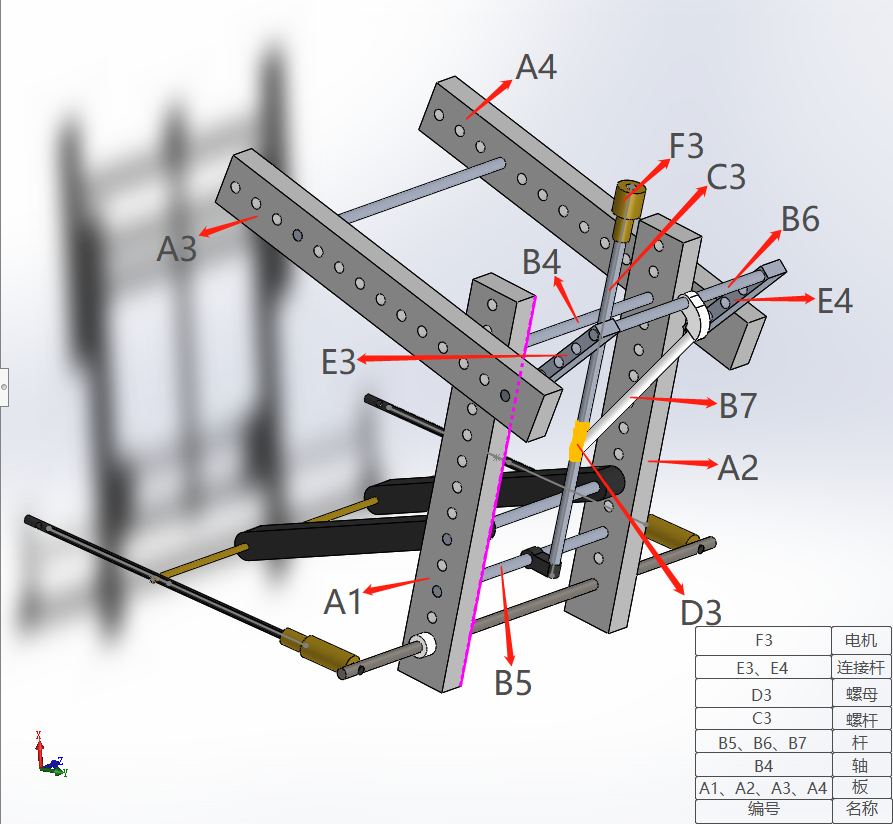 A4
F3
C3
A3
B6
B4
E4
E3
B7
A2
A1
D3
B5
X
Z
Y
F3 电机
E3、E4 连接杆
D3 螺母
C3 螺杆
B5、B6、B7 杆
B4 轴
A1、A2、A3、A4 板
编号 名称